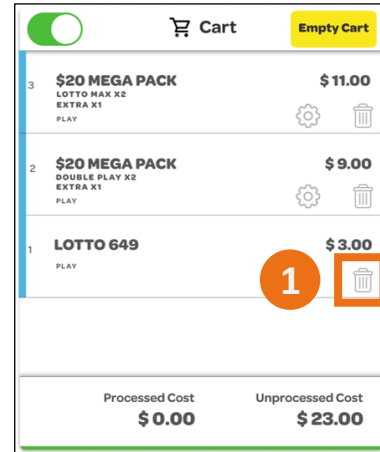 Cart
Empty Cart
3
$20 MEGA PACK
$ 11.00
LOTTO MAX X2
EXTRA X1
PLAY
2
$20 MEGA PACK
$ 9.00
DOUBLE PLAY X2
EXTRA X1
PLAY
1
LOTTO 649
$ 3.00
PLAY
1
Processed Cost
Unprocessed Cost
$ 0.00
$ 23.00